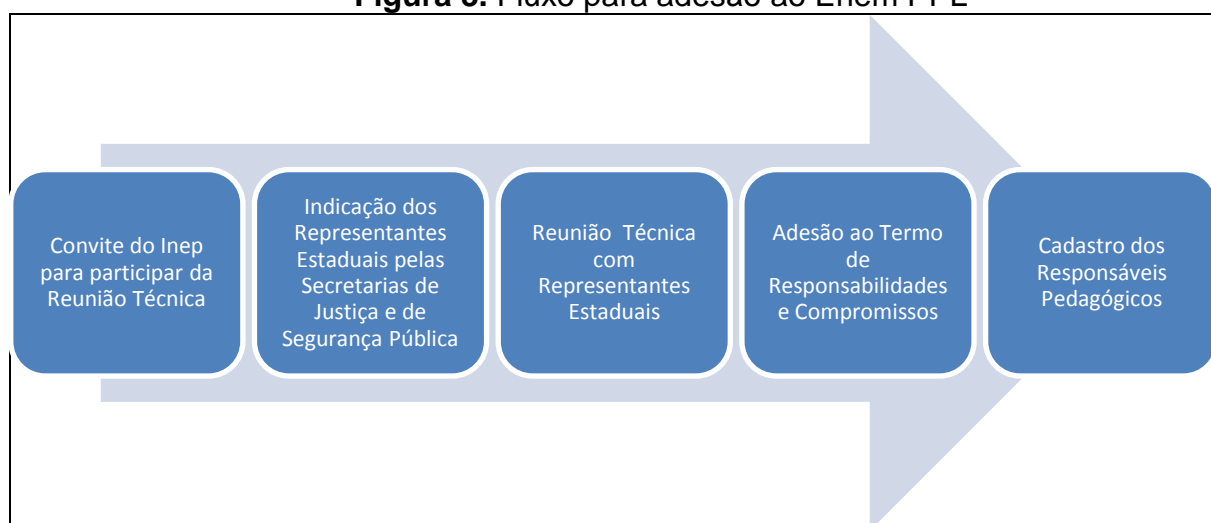 Figura 3. Fluxo para adesão ao Enem PPL
Convite do Inep
para participar da
Reunião Técnica
Indicação dos
Representantes
Estaduais pelas
Secretarias de
Justiça e de
Segurança Pública
Reunião Técnica
com
Representantes
Estaduais
Adesão ao Termo
de
Responsabilidades
e Compromissos
Cadastro dos
Responsáveis
Pedagógicos